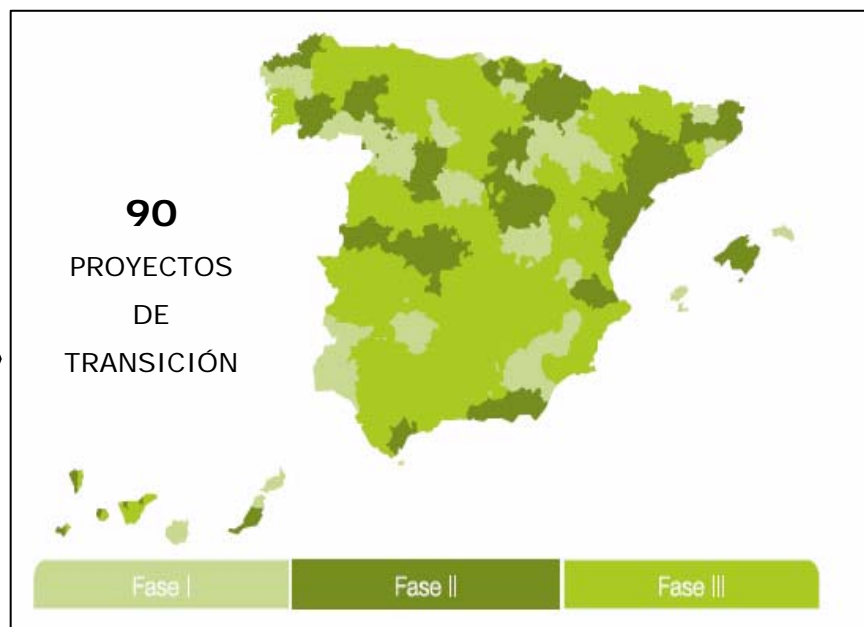 90
PROYECTOS
DE
TRANSICIÓN
Fase I
Fase II
Fase III